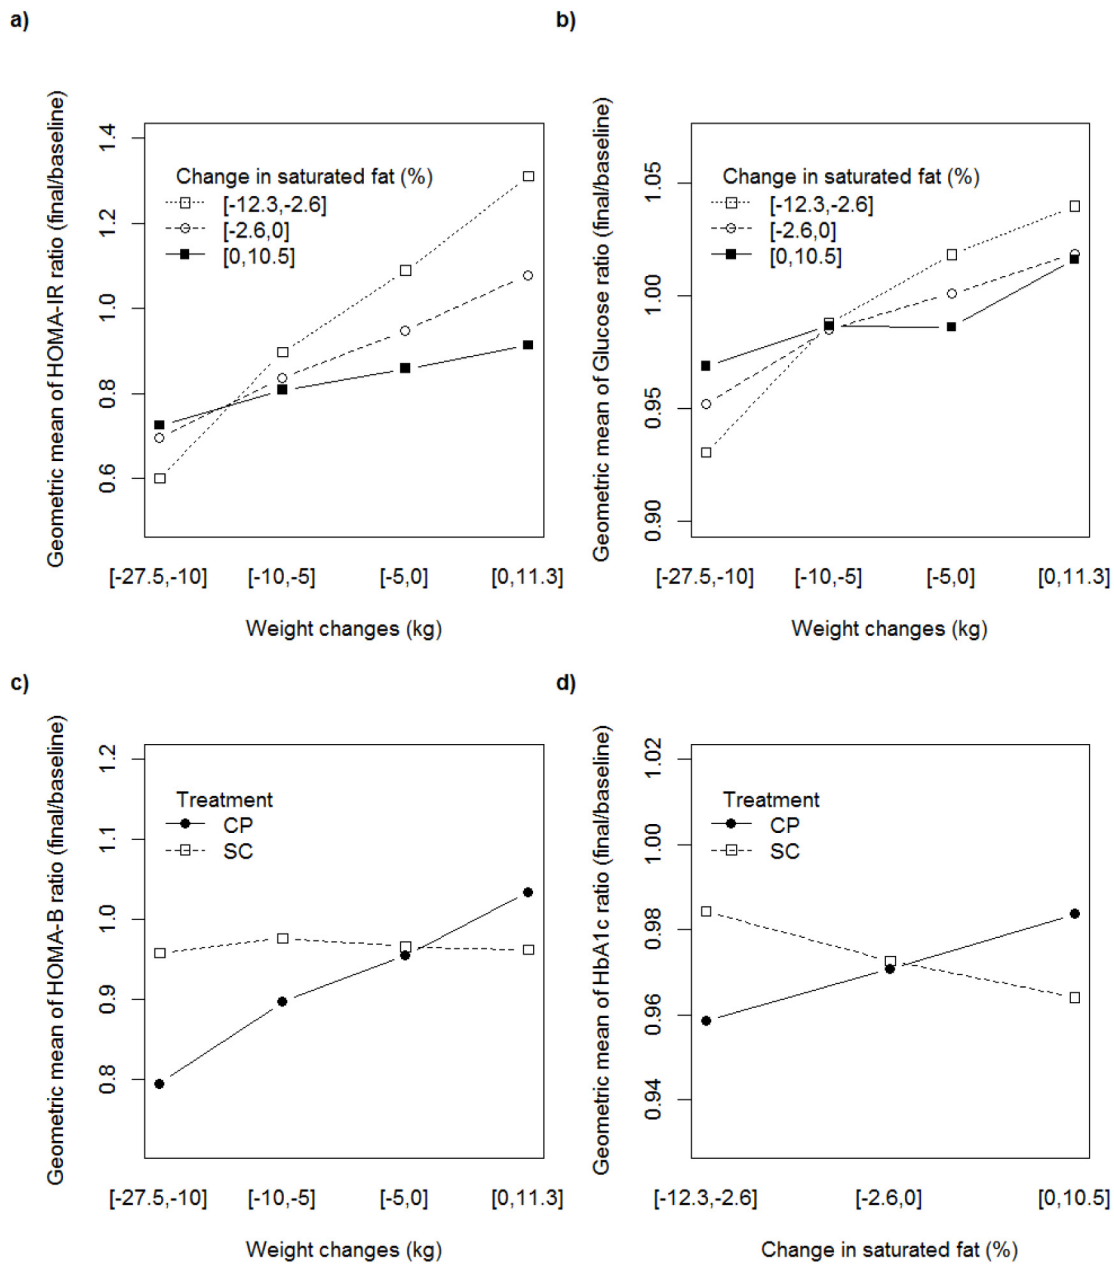 a)
Geometric mean of HOMA-IR ratio (final/baseline)
1.4
1.2
1.0
0.8
0.6
Change in saturated fat (%)
[-12.3,-2.6]
[-2.6,0]
[0,10.5]
[-27.5,-10] [-10,-5] [-5,0] [0,11.3]
Weight changes (kg)
b)
Geometric mean of Glucose ratio (final/baseline)
1.05
1.00
0.95
0.90
Change in saturated fat (%)
[-12.3,-2.6]
[-2.6,0]
[0,10.5]
[-27.5,-10] [-10,-5] [-5,0] [0,11.3]
Weight changes (kg)
c)
Geometric mean of HOMA-B ratio (final/baseline)
1.2
1.1
1.0
0.9
0.8
Treatment
CP
SC
[-27.5,-10] [-10,-5] [-5,0] [0,11.3]
Weight changes (kg)
d)
Geometric mean of HbA1c ratio (final/baseline)
1.02
1.00
0.98
0.96
0.94
Treatment
CP
SC
[-12.3,-2.6] [-2.6,0] [0,10.5]
Change in saturated fat (%)